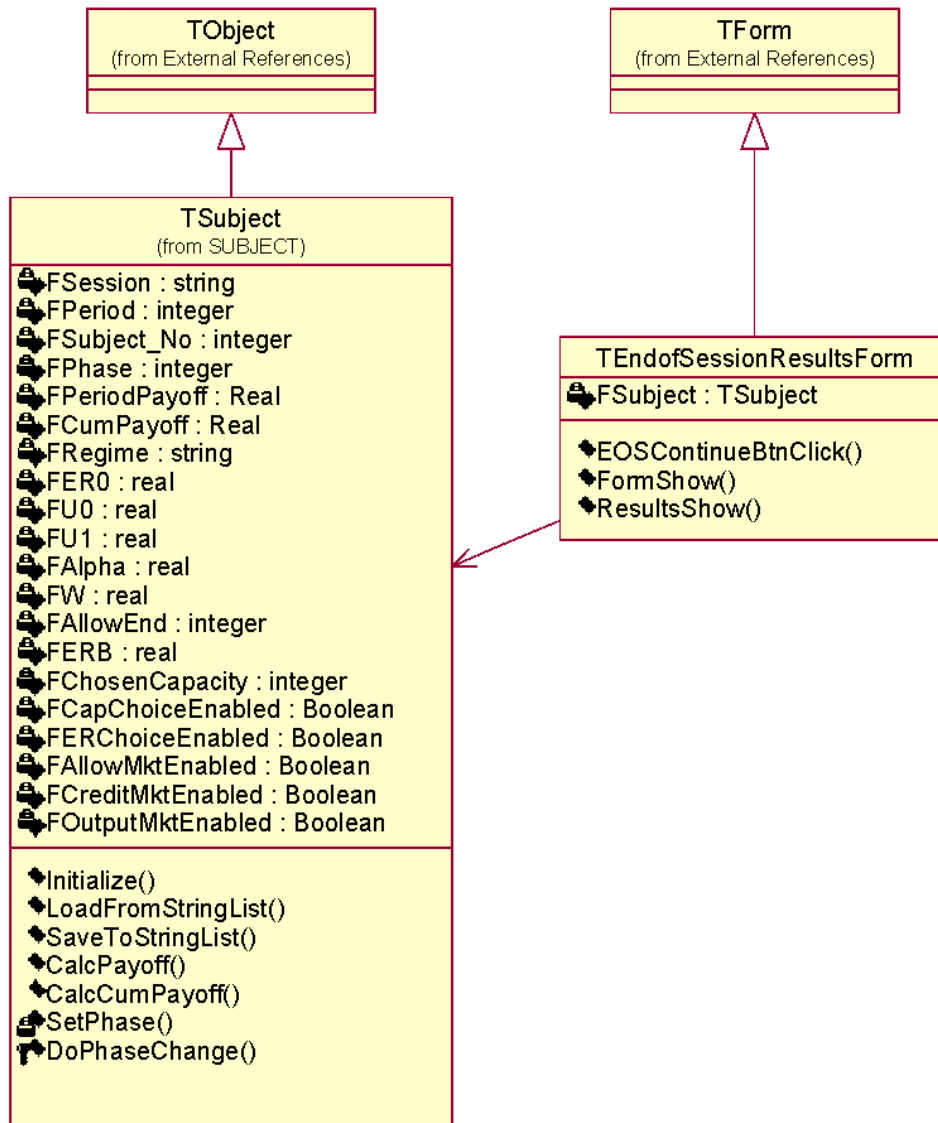 TObject
(from External References)
TForm
(from External References)
TSubject
(from SUBJECT)
FSession : string
FPeriod : integer
FSubject_No : integer
FPhase : integer
FPeriodPayoff : Real
FCumPayoff : Real
FRegime : string
FER0 : real
FU0 : real
FU1 : real
FAlpha : real
FW : real
FAllowEnd : integer
FERB : real
FChosenCapacity : integer
FCapChoiceEnabled : Boolean
FERChoiceEnabled : Boolean
FAllowMktEnabled : Boolean
FCreditMktEnabled : Boolean
FOutputMktEnabled : Boolean
Initialize()
LoadFromStringList()
SaveToStringList()
CalcPayoff()
CalcCumPayoff()
SetPhase()
DoPhaseChange()
TEndofSessionResultsForm
FSubject : TSubject
EOSContinueBtnClick()
FormShow()
ResultsShow()